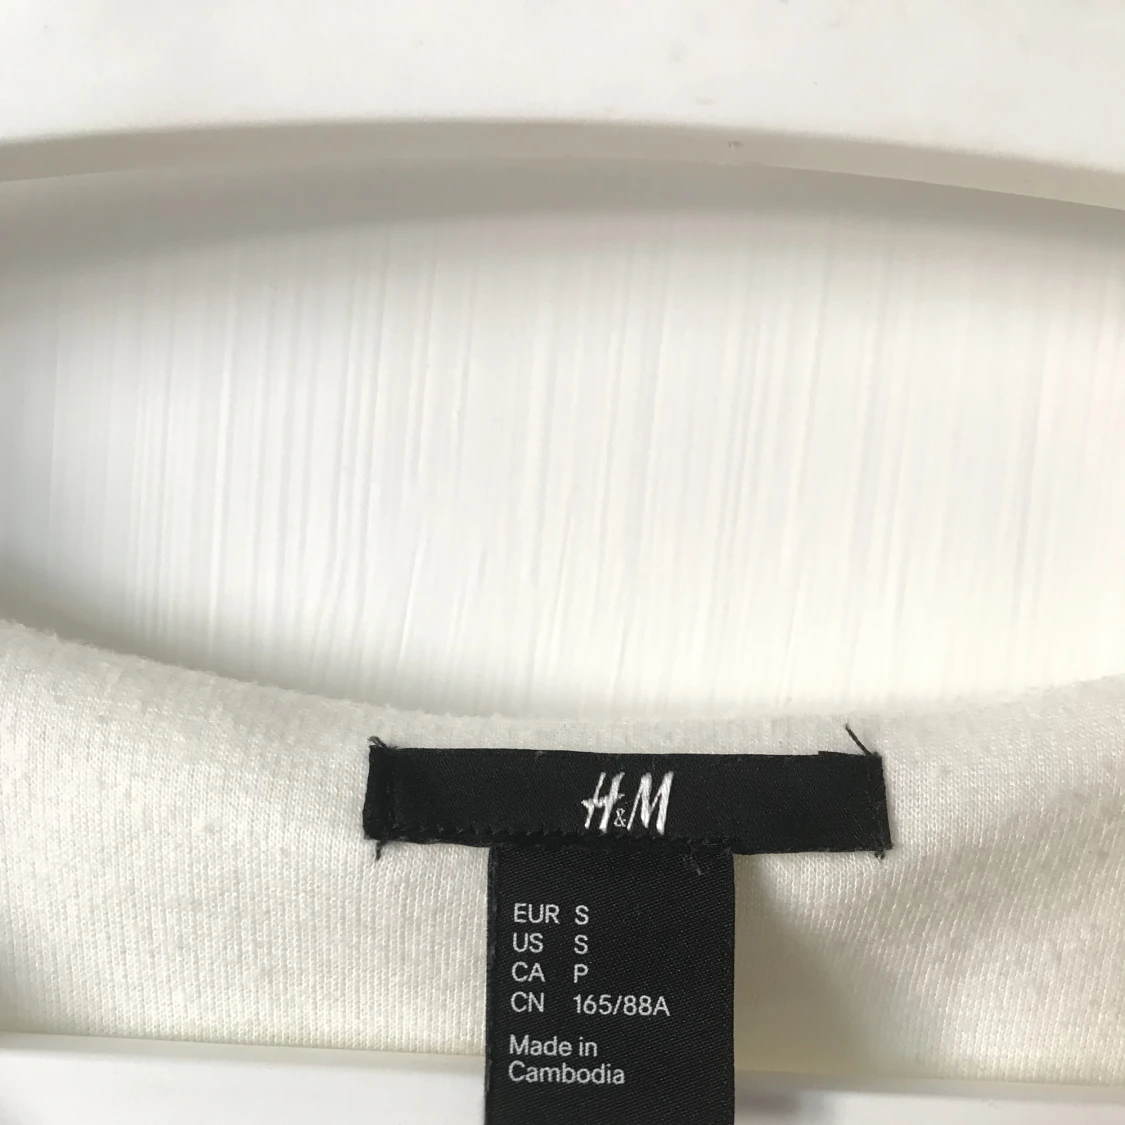 H&M
EUR S
US S
CA P
CN 165/88A
Made in
Cambodia